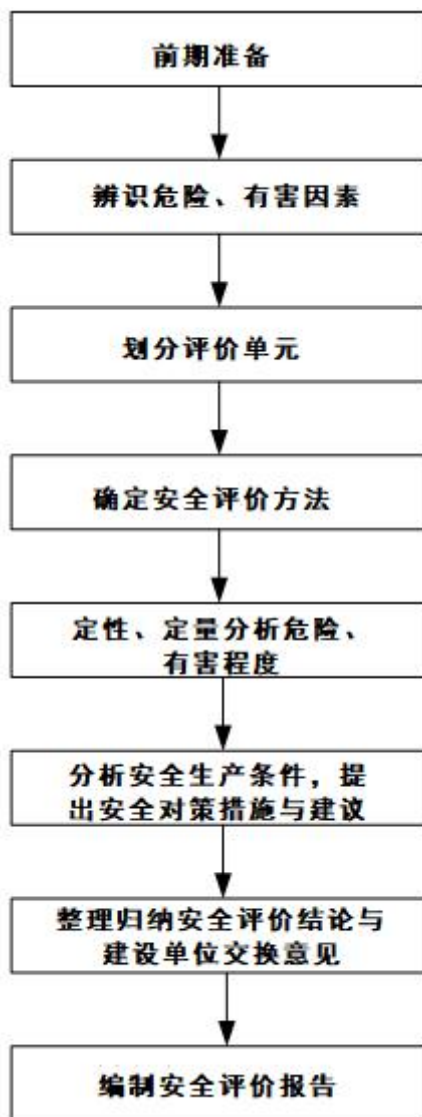 前期准备
辨识危险、有害因素
划分评价单元
确定安全评价方法
定性、定量分析危险、
有害程度
分析安全生产条件，提
出安全对策措施与建议
整理归纳安全评价结论与
建设单位交换意见
编制安全评价报告